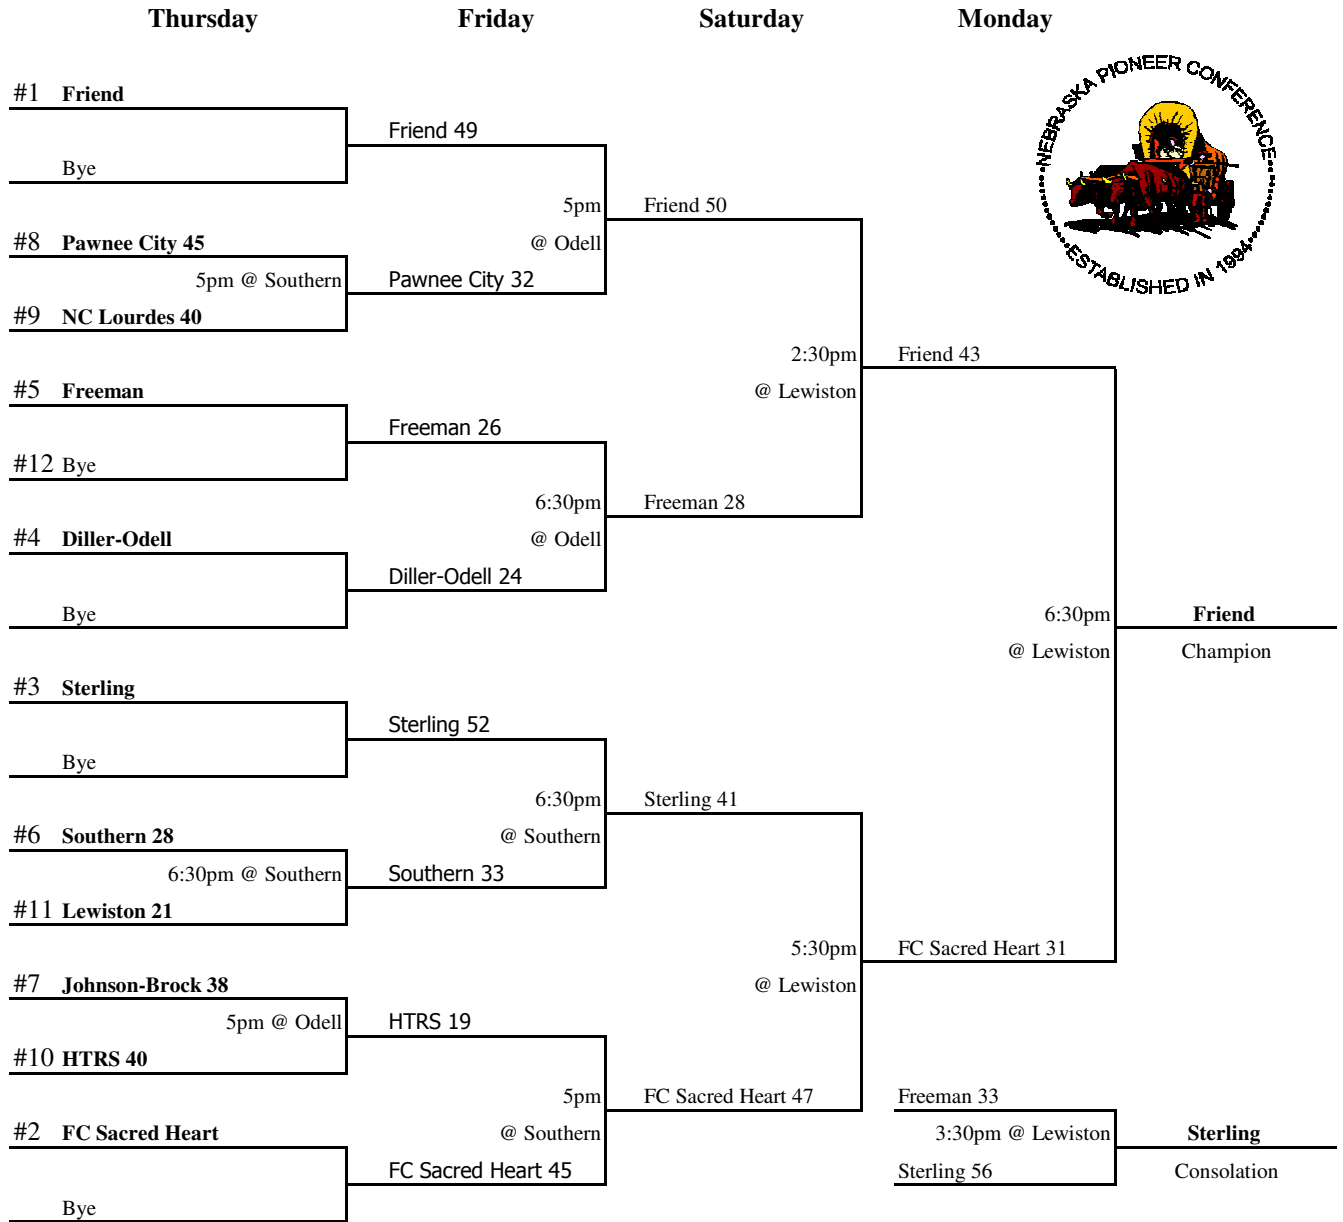 Thursday Friday Saturday Monday
NEBRASKA PIONEER CONFERENCE
ESTABLISHED IN 1994
#1 Friend
Friend 49
Bye
5pm Friend 50
#8 Pawnee City 45 @ Odell
5pm @ Southern Pawnee City 32
#9 NC Lourdes 40
2:30pm Friend 43
#5 Freeman @ Lewiston
Freeman 26
#12 Bye
6:30pm Freeman 28
#4 Diller-Odell @ Odell
Diller-Odell 24
Bye 6:30pm Friend
@ Lewiston Champion
#3 Sterling
Sterling 52
Bye
6:30pm Sterling 41
#6 Southern 28 @ Southern
6:30pm @ Southern Southern 33
#11 Lewiston 21
5:30pm FC Sacred Heart 31
#7 Johnson-Brock 38 @ Lewiston
5pm @ Odell HTRS 19
#10 HTRS 40
5pm FC Sacred Heart 47 Freeman 33
#2 FC Sacred Heart @ Southern 3:30pm @ Lewiston Sterling
FC Sacred Heart 45 Sterling 56 Consolation
Bye